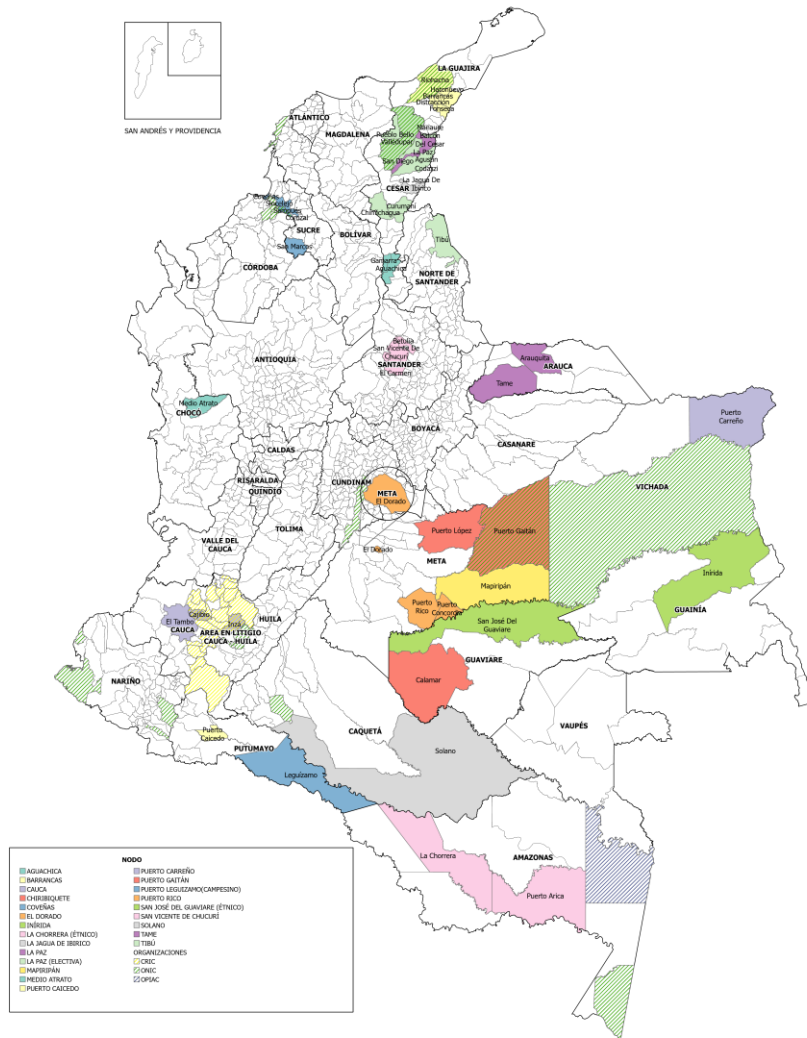 SAN ANDRÉS Y PROVIDENCIA
LA GUAJIRA
Riohacha
Hatonuevo
Barrancas
Distracción
Fonseca
ATLÁNTICO
MAGDALENA
Pueblo Bello
Valledupar
Manaure
Balcón
Del Cesar
La Paz
San Diego
Agustín
Codazzi
La Jagua De
Ibirico
CESAR
Curumaní
Chimichagua
Coveñas
Sincelejo
Sampués
Corozal
SUCRE
San Marcos
BOLÍVAR
CÓRDOBA
Tibú
Gamarra
Aguachica
NORTE DE
SANTANDER
ANTIOQUIA
Betulia
San Vicente De
Chucurí
SANTANDER
El Carmen
Arauquita
ARAUCA
Tame
Medio Atrato
CHOCÓ
BOYACÁ
CASANARE
Puerto
Carreño
CALDAS
RISARALDA
QUINDIO
CUNDINAM
META
El Dorado
VICHADA
TOLIMA
VALLE DEL
CAUCA
Puerto López
Puerto Gaitán
El Dorado
META
Mapiripán
Inírida
GUAINÍA
Puerto
Rico
Puerto
Concordia
San José Del
Guaviare
Cajibío
El Tambo
CAUCA
Inzá
HUILA
ÁREA EN LITIGIO
CAUCA - HUILA
GUAVIARE
Calamar
NARIÑO
VAUPÉS
CAQUETÁ
Puerto
Caicedo
Solano
PUTUMAYO
Leguízamo
La Chorrera
AMAZONAS
Puerto Arica
NODO
AGUACHICA
BARRANCAS
CAUCA
CHIRIBIQUETE
COVEÑAS
EL DORADO
INÍRIDA
LA CHORRERA (ÉTNICO)
LA JAGUA DE IBIRICO
LA PAZ
LA PAZ (ELECTIVA)
MAPIRIPÁN
MEDIO ATRATO
PUERTO CAICEDO
PUERTO CARREÑO
PUERTO GAITÁN
PUERTO LEGUIZAMO(CAMPESINO)
PUERTO RICO
SAN JOSÉ DEL GUAVIARE (ÉTNICO)
SAN VICENTE DE CHUCURÍ
SOLANO
TAME
TIBÚ
ORGANIZACIONES
CRIC
ONIC
OPIAC